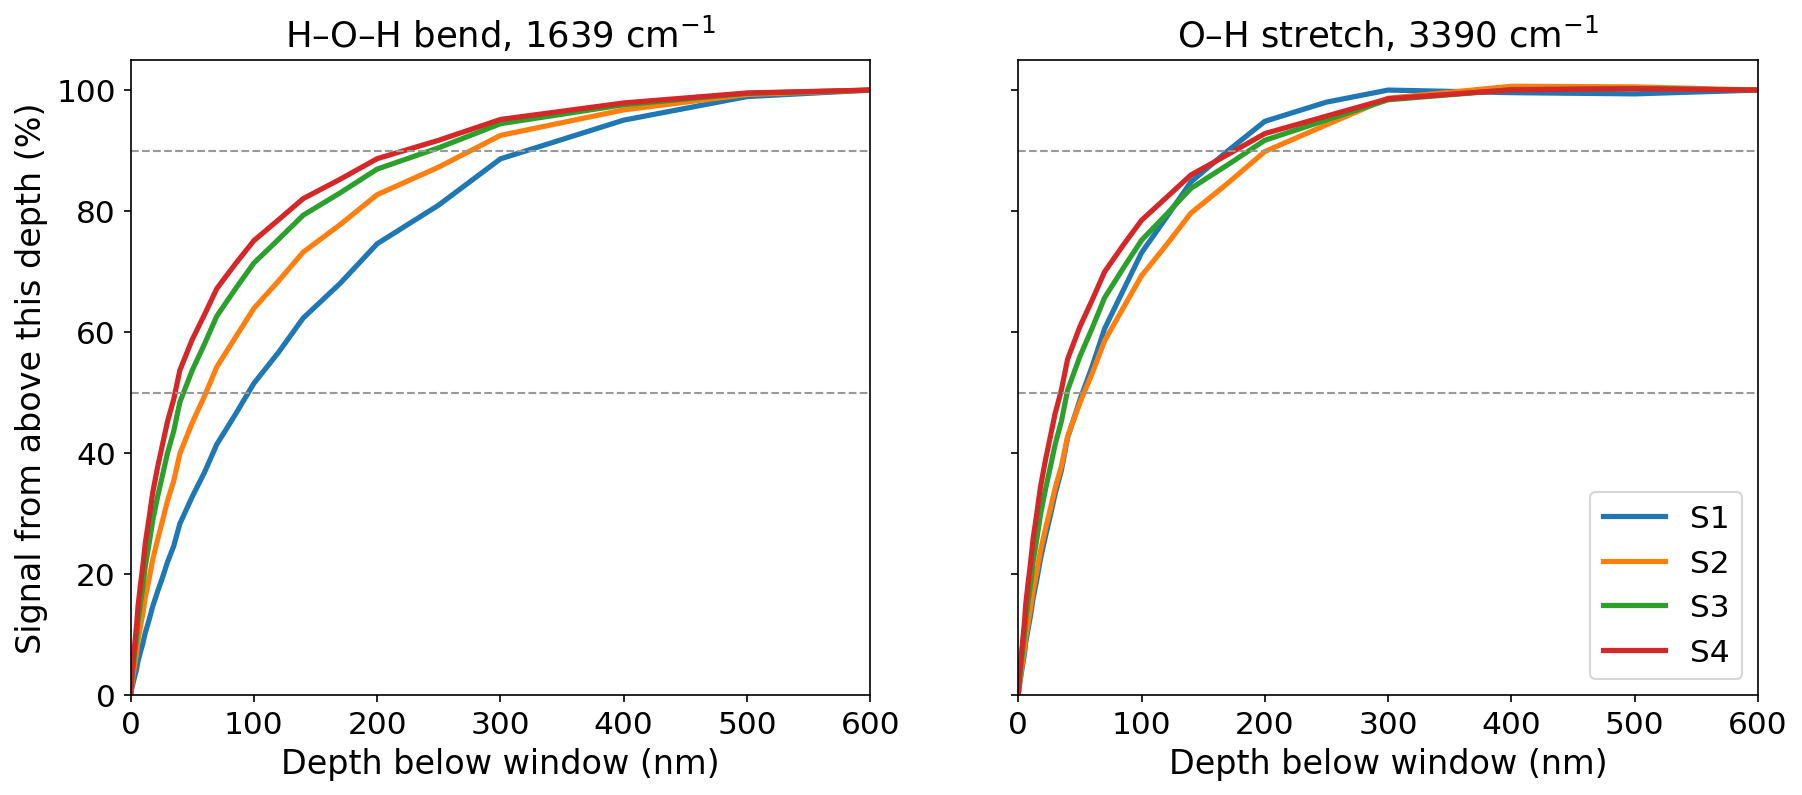 H–O–H bend, 1639 cm⁻¹
O–H stretch, 3390 cm⁻¹
Signal from above this depth (%)
100
80
60
40
20
0
0 100 200 300 400 500 600
Depth below window (nm)
0 100 200 300 400 500 600
Depth below window (nm)
S1
S2
S3
S4